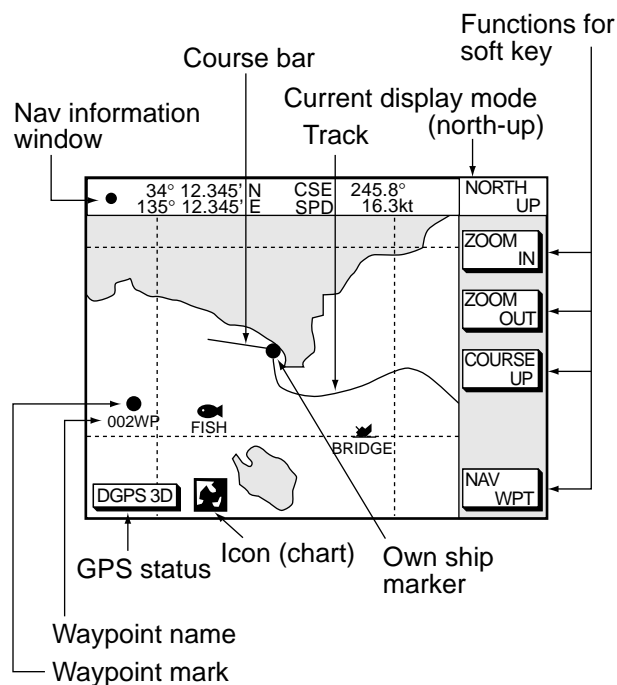 Functions for
soft key
Course bar
Current display mode
(north-up)
Nav information
window
Track
34° 12.345' N CSE 245.8°
135° 12.345' E SPD 16.3kt
NORTH
UP
ZOOM
IN
ZOOM
OUT
COURSE
UP
002WP
FISH
BRIDGE
NAV
WPT
DGPS 3D
GPS status
Icon (chart)
Own ship
marker
Waypoint name
Waypoint mark